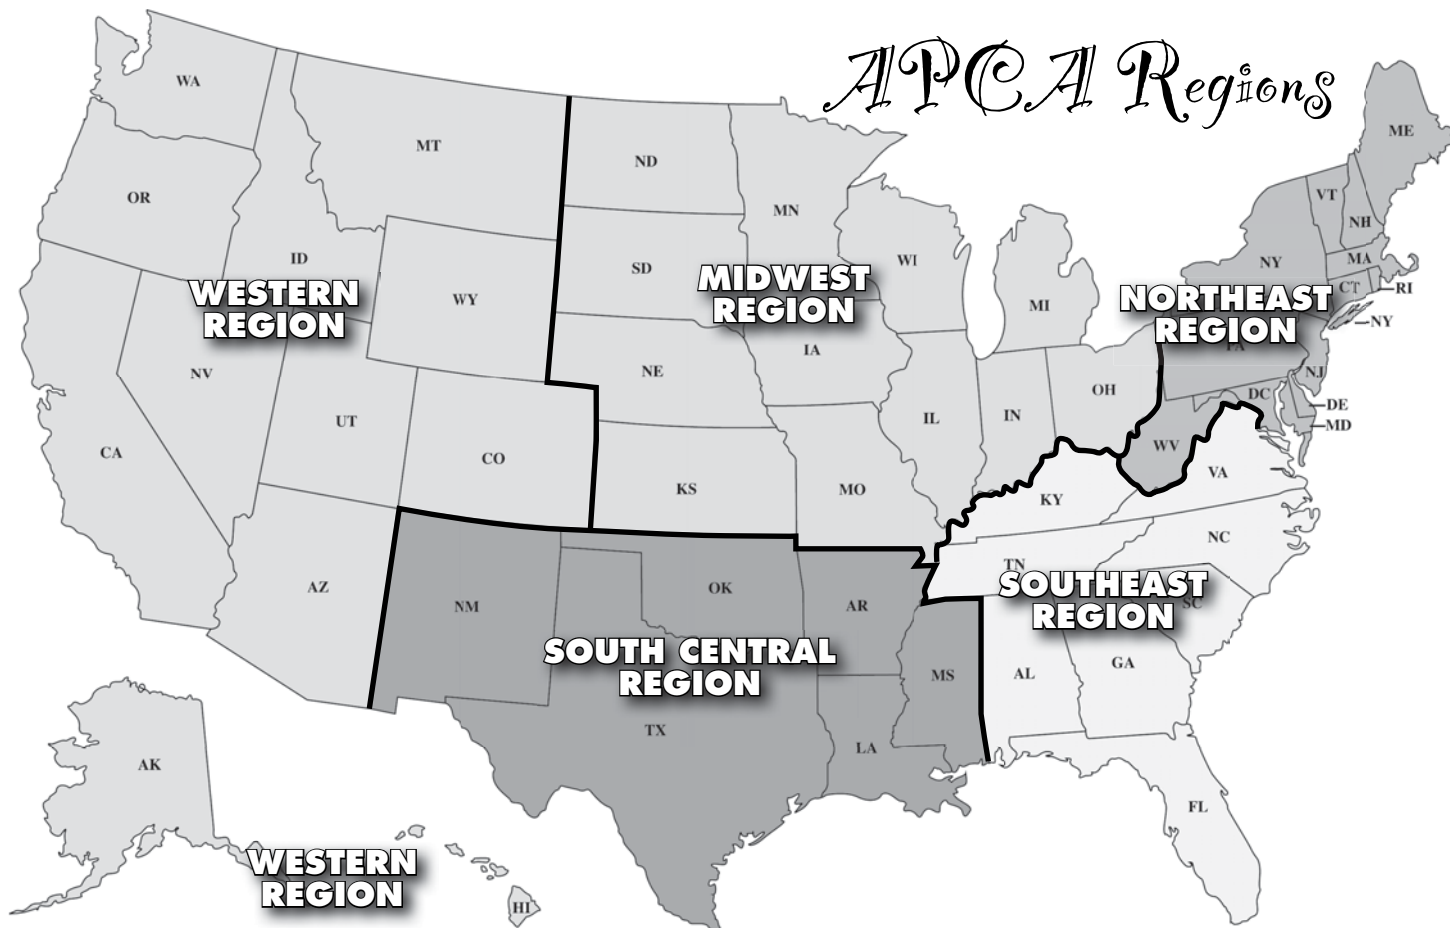 APCA Regions
WA
MT
ND
ME
OR
MN
VT
NH
ID
SD
WI
NY
MA
WESTERN
REGION
WY
MIDWEST
REGION
MI
NORTHEAST
REGION
CT
RI
NY
IA
PA
NV
NE
NJ
UT
OH
DC
DE
IL
IN
MD
CA
CO
WV
KS
MO
KY
VA
NC
TN
AZ
NM
OK
AR
SOUTHEAST
REGION
SC
SOUTH CENTRAL
REGION
MS
AL
GA
TX
LA
AK
FL
WESTERN
REGION
HI